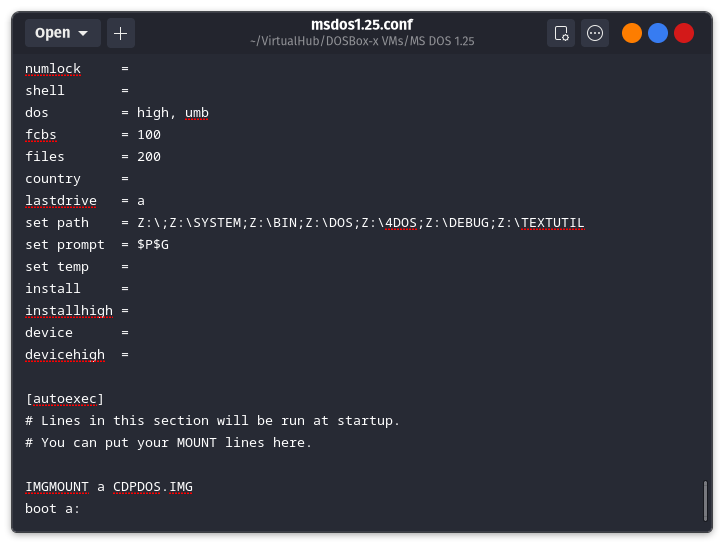 Open
msdos1.25.conf
~/VirtualHub/DOSBox-x VMs/MS DOS 1.25
numlock     =
shell       =
dos         = high, umb
fcbs        = 100
files       = 200
country     =
lastdrive   = a
set path    = Z:\;Z:\SYSTEM;Z:\BIN;Z:\DOS;Z:\4DOS;Z:\DEBUG;Z:\TEXTUTIL
set prompt  = $P$G
set temp    =
install     =
installhigh =
device      =
devicehigh  =
[autoexec]
# Lines in this section will be run at startup.
# You can put your MOUNT lines here.
IMGMOUNT a CDPDOS.IMG
boot a: